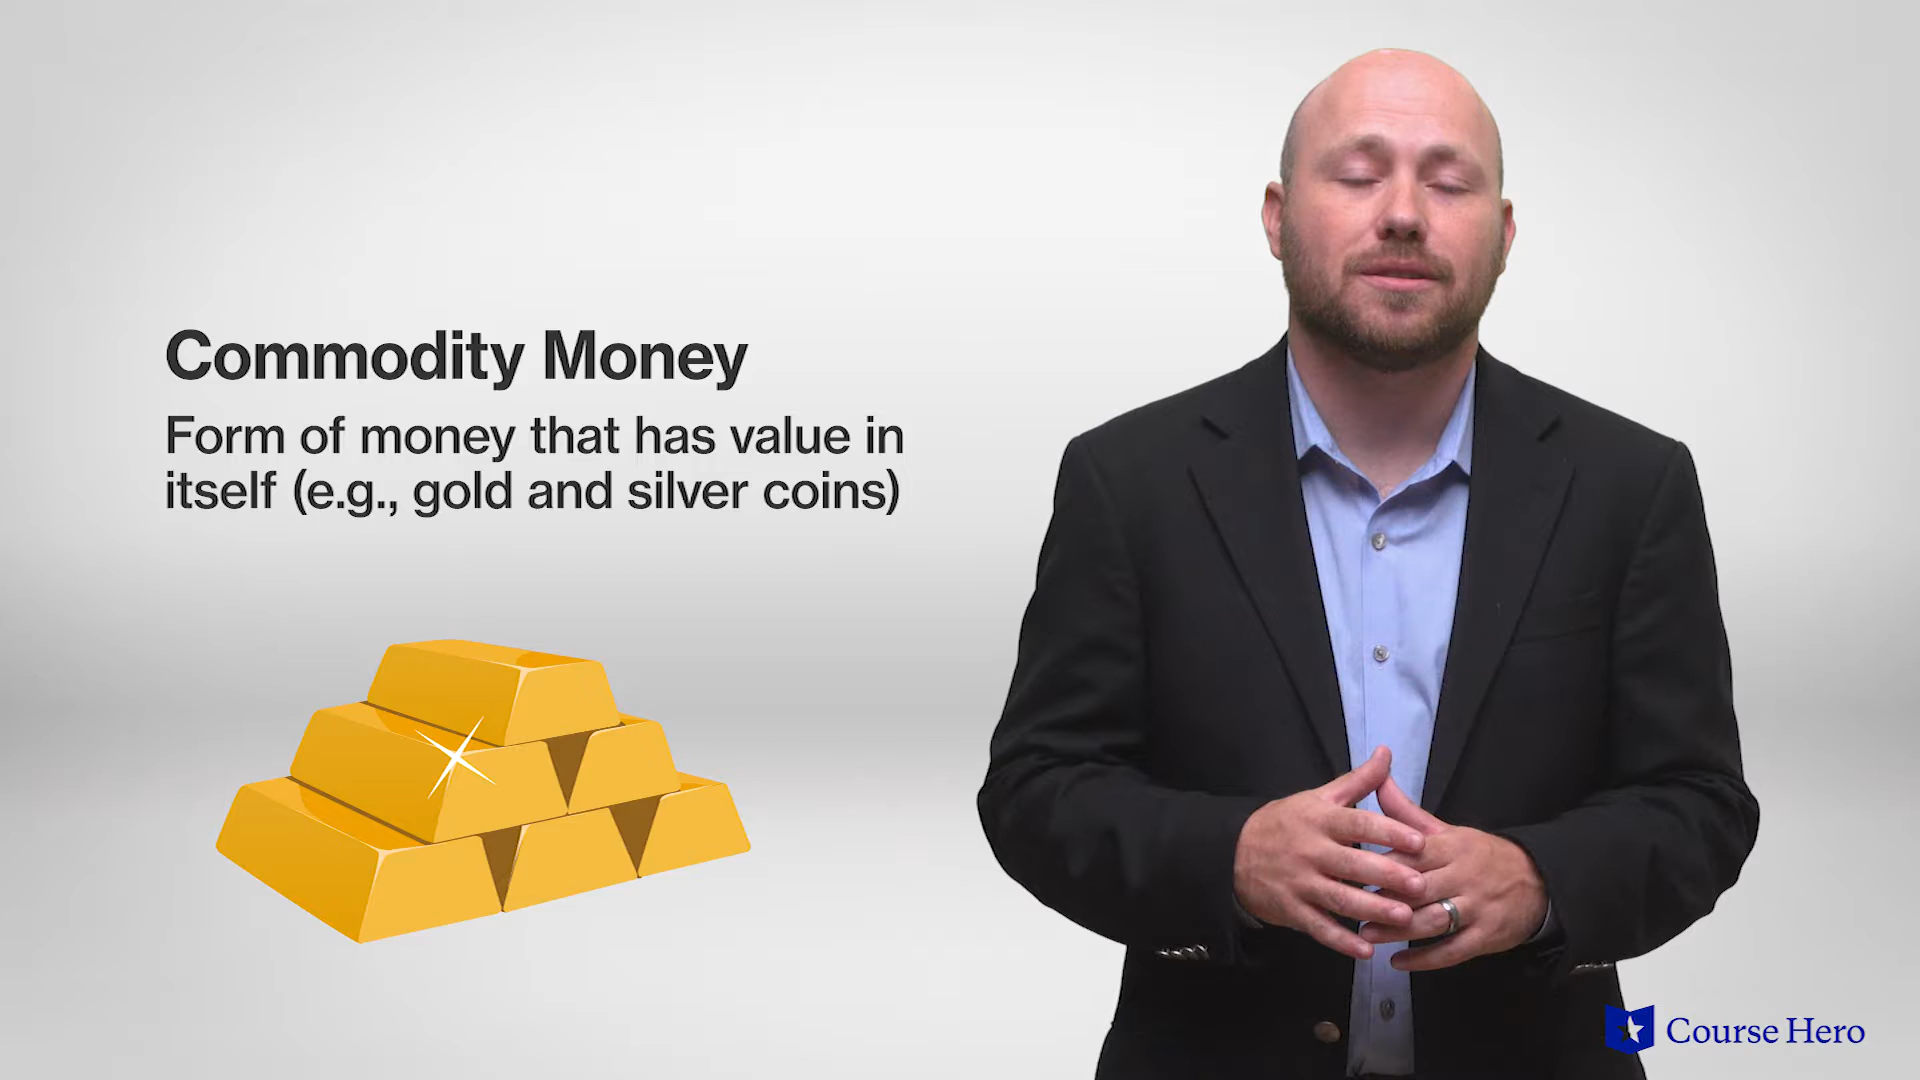 Commodity Money
Form of money that has value in
itself (e.g., gold and silver coins)
Course Hero